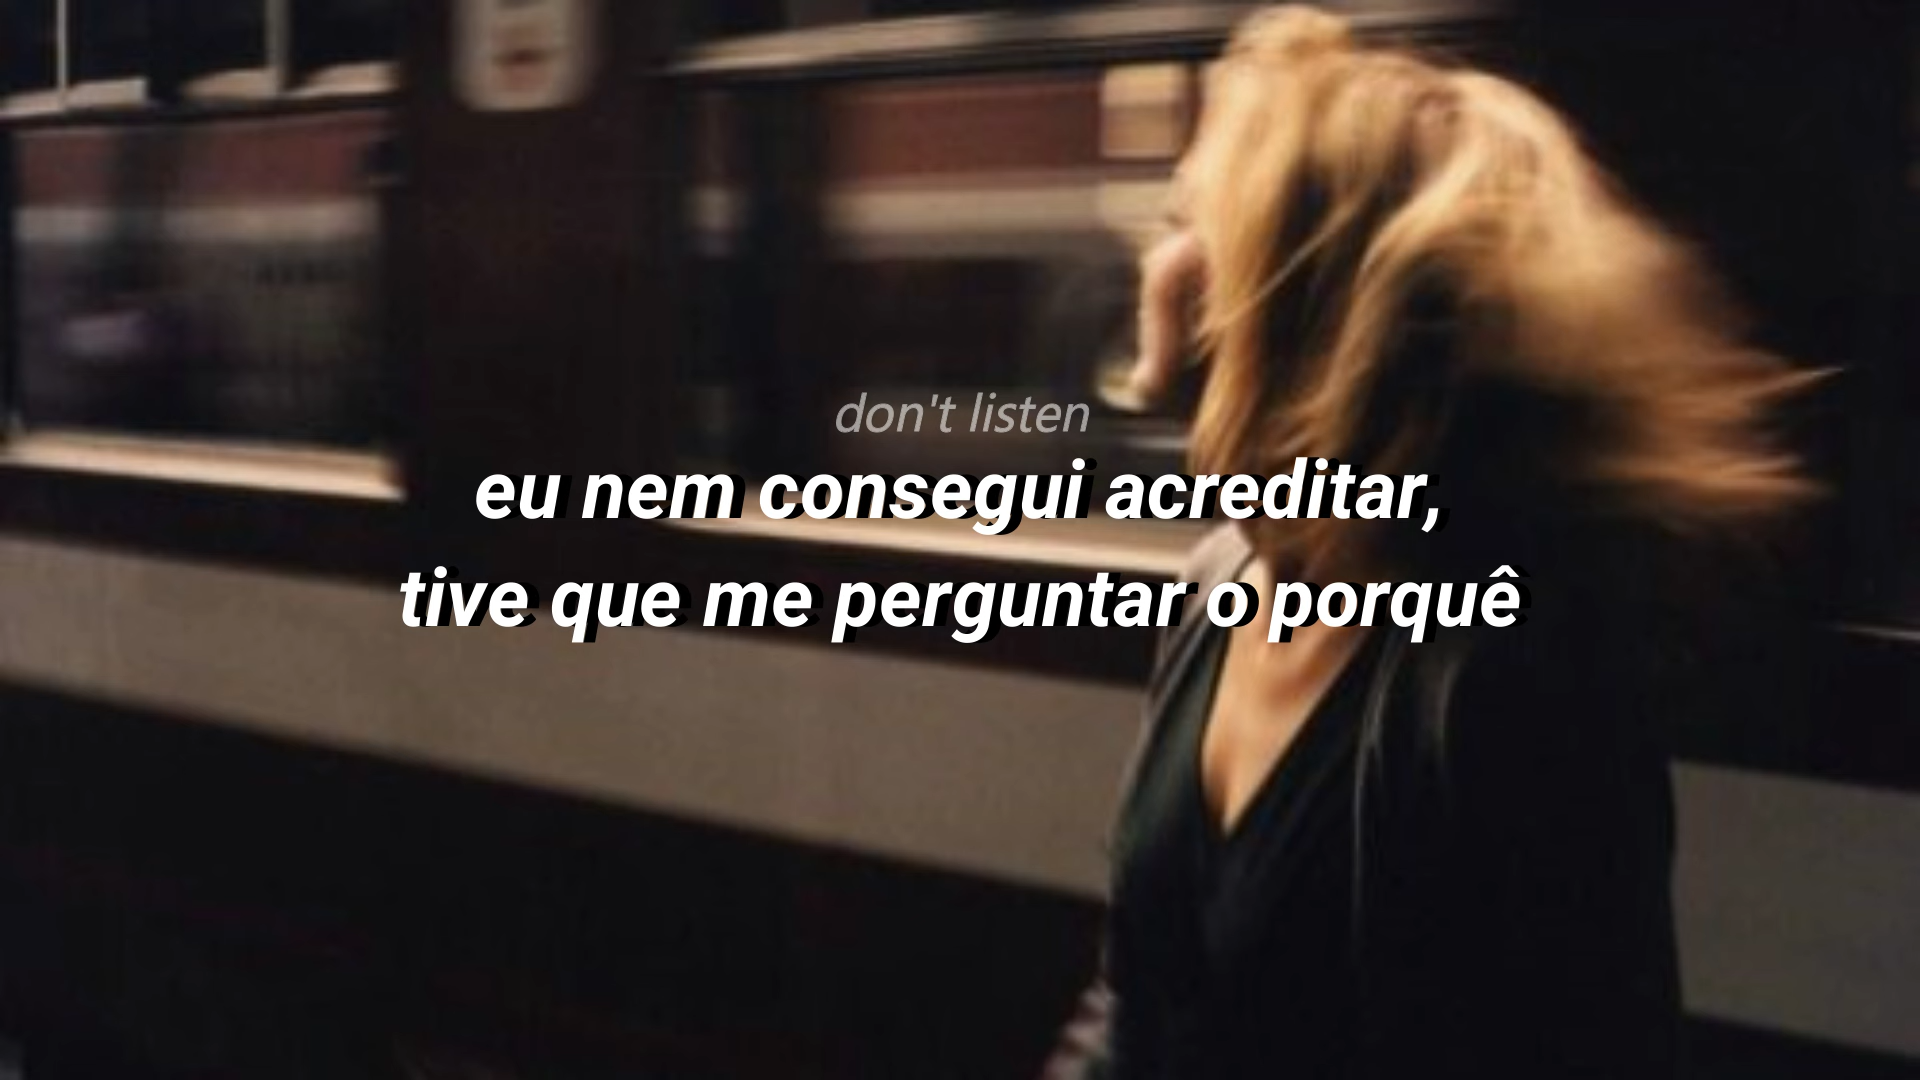 don't listen
eu nem consegui acreditar,
tive que me perguntar o porquê